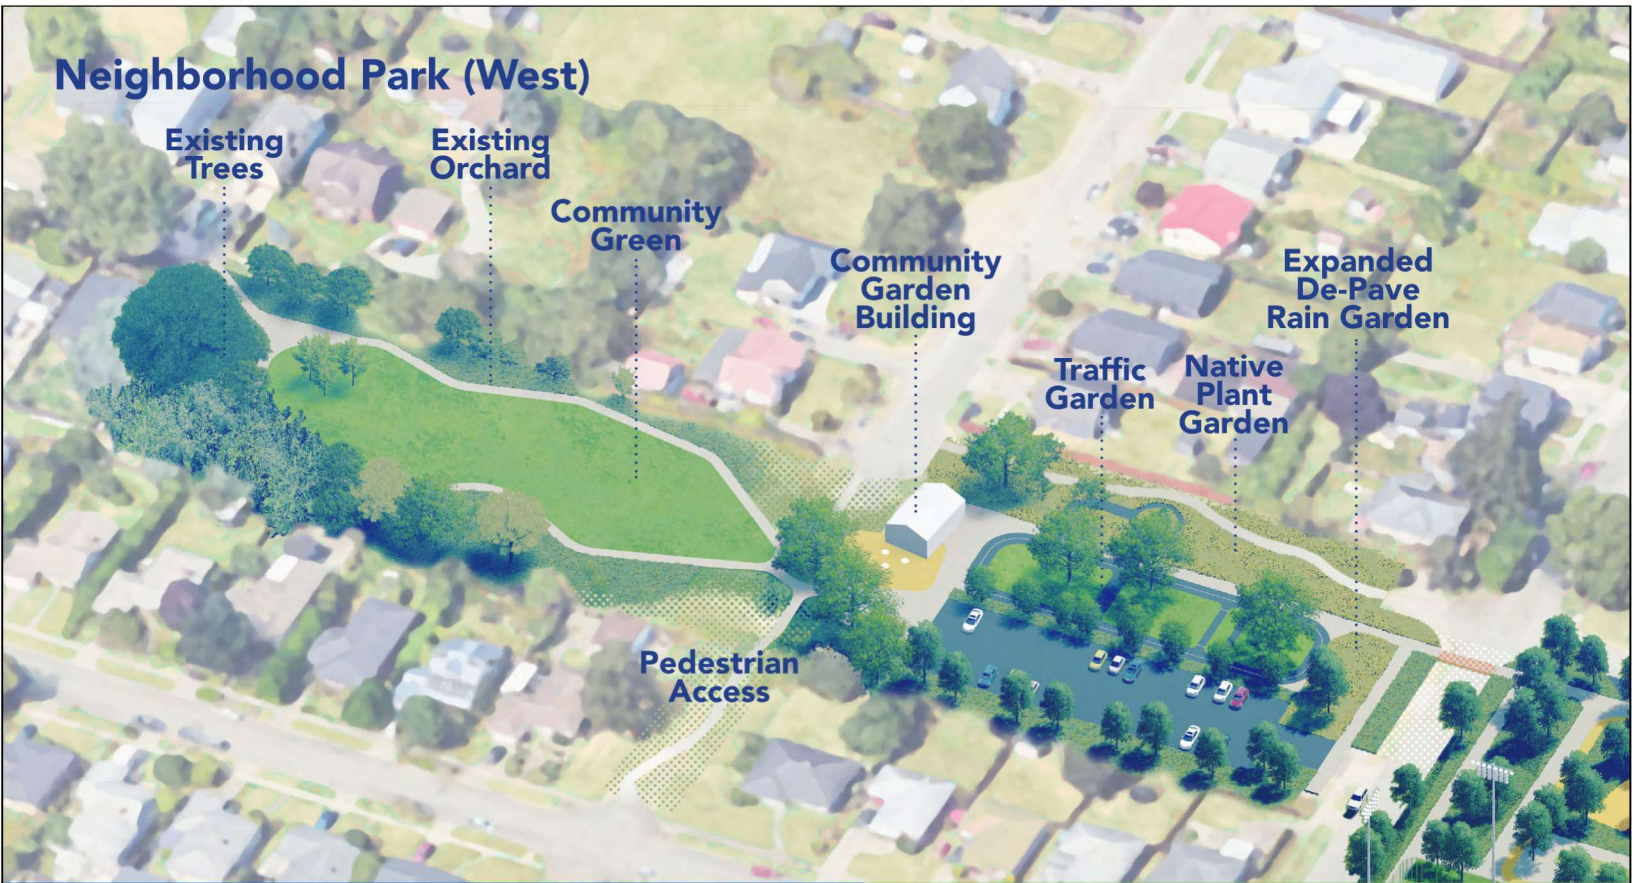 Neighborhood Park (West)
Existing
Trees
Existing
Orchard
Community
Green
Community
Garden
Building
Expanded
De-Pave
Rain Garden
Traffic
Garden
Native
Plant
Garden
Pedestrian
Access